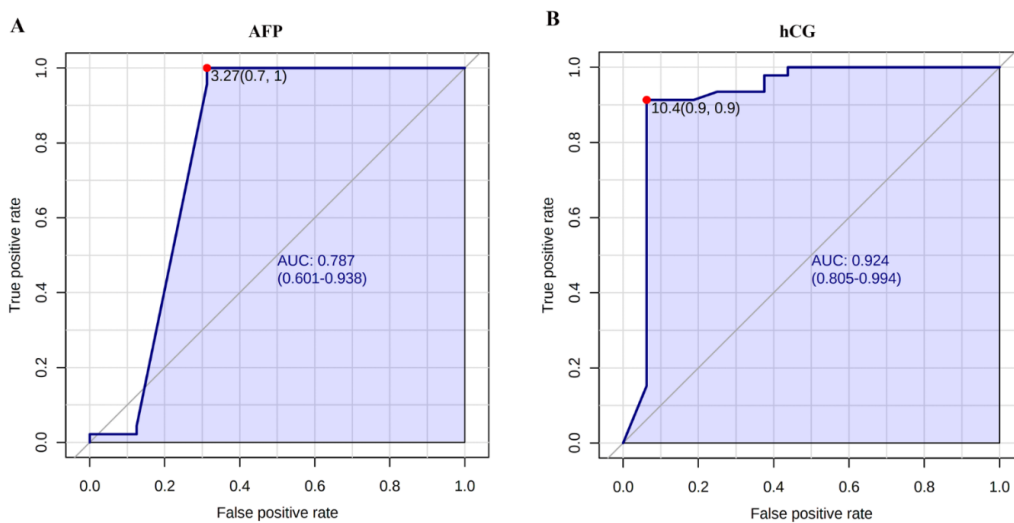 A
AFP
1.0
0.8
0.6
0.4
0.2
0.0
True positive rate
3.27(0.7, 1)
AUC: 0.787
(0.601-0.938)
0.0 0.2 0.4 0.6 0.8 1.0
False positive rate
B
hCG
1.0
0.8
0.6
0.4
0.2
0.0
True positive rate
10.4(0.9, 0.9)
AUC: 0.924
(0.805-0.994)
0.0 0.2 0.4 0.6 0.8 1.0
False positive rate